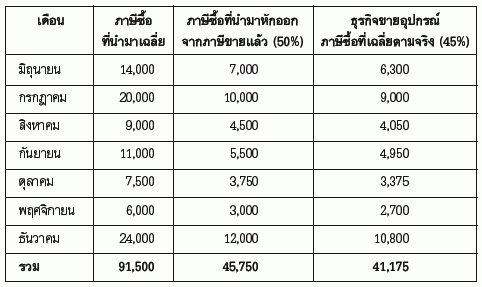 เดือน ภาษีซื้อ ภาษีซื้อที่นำมาหักออก ธุรกิจขายอุปกรณ์
ที่นำมาเฉลี่ย จากภาษีขายแล้ว (50%) ภาษีซื้อที่เฉลี่ยตามจริง (45%)
มิถุนายน 14,000 7,000 6,300
กรกฎาคม 20,000 10,000 9,000
สิงหาคม 9,000 4,500 4,050
กันยายน 11,000 5,500 4,950
ตุลาคม 7,500 3,750 3,375
พฤศจิกายน 6,000 3,000 2,700
ธันวาคม 24,000 12,000 10,800
รวม 91,500 45,750 41,175